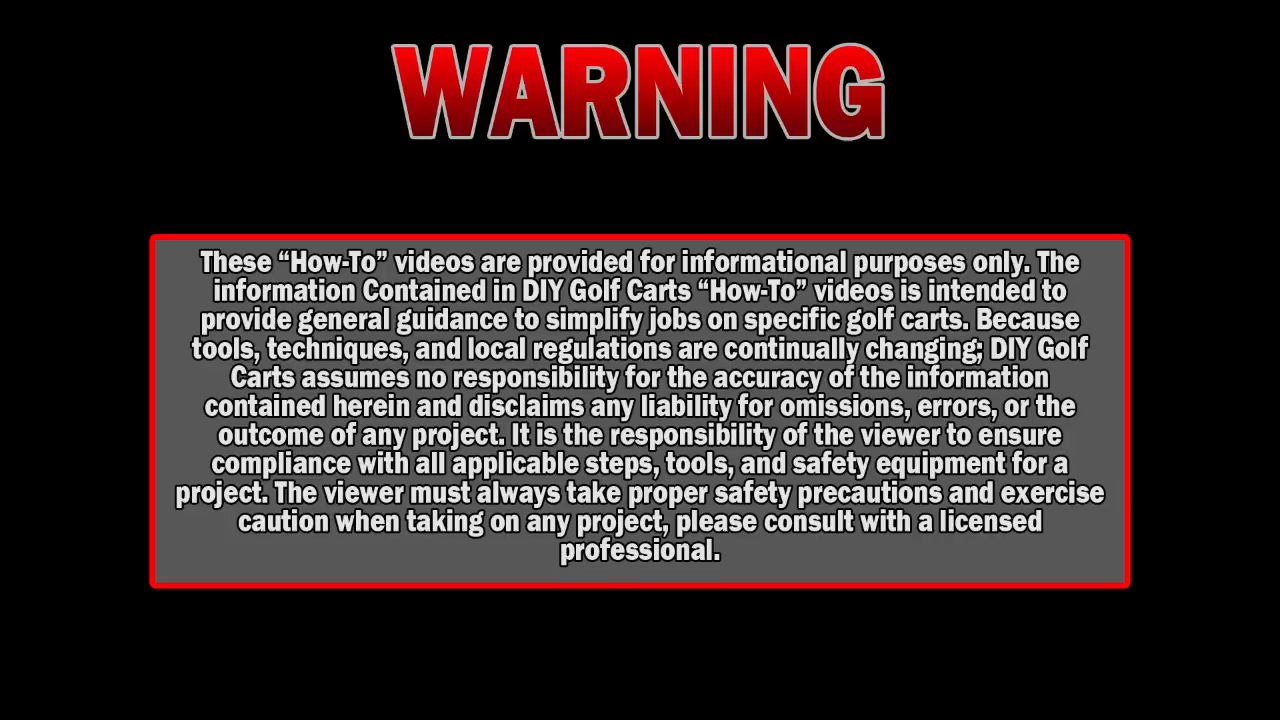 WARNING
These “How-To” videos are provided for informational purposes only. The
information Contained in DIY Golf Carts “How-To” videos is intended to
provide general guidance to simplify jobs on specific golf carts. Because
tools, techniques, and local regulations are continually changing; DIY Golf
Carts assumes no responsibility for the accuracy of the information
contained herein and disclaims any liability for omissions, errors, or the
outcome of any project. It is the responsibility of the viewer to ensure
compliance with all applicable steps, tools, and safety equipment for a
project. The viewer must always take proper safety precautions and exercise
caution when taking on any project, please consult with a licensed
professional.